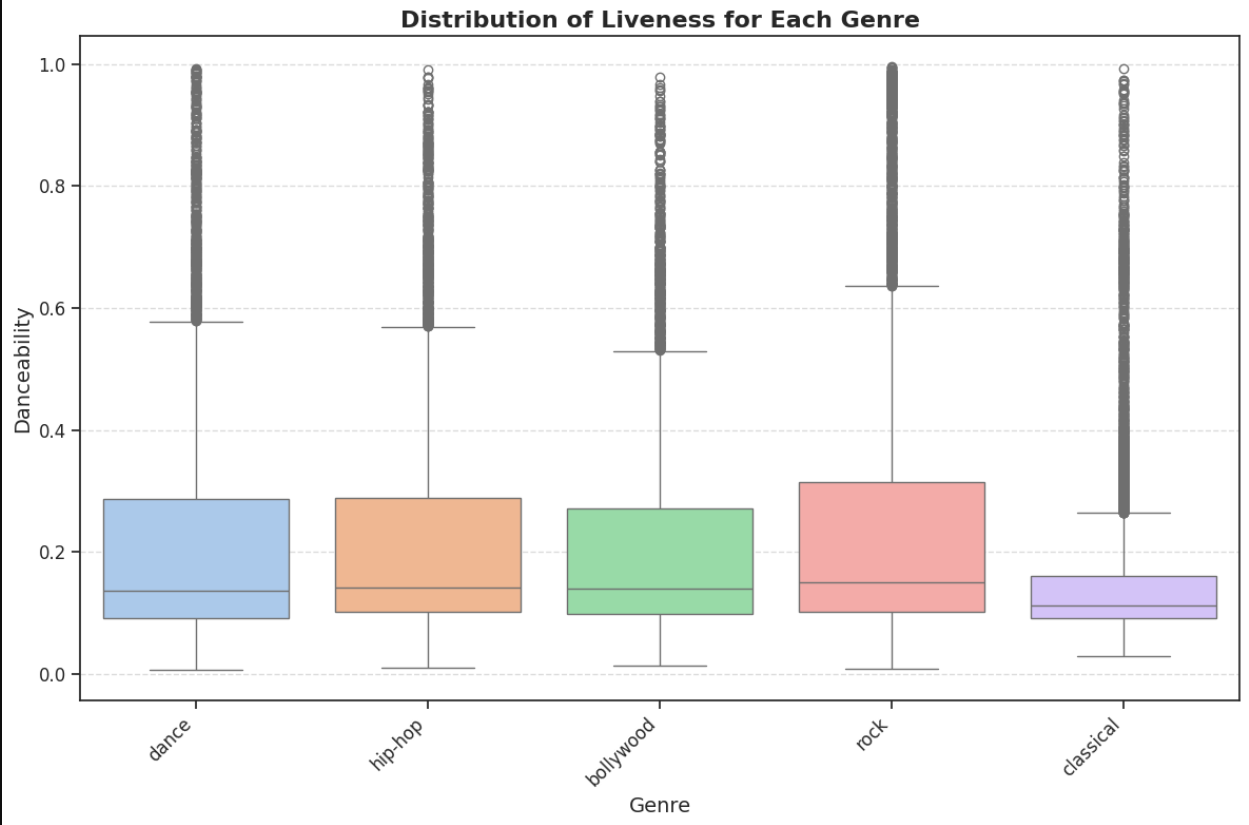 Distribution of Liveness for Each Genre
Danceability
1.0
0.8
0.6
0.4
0.2
0.0
dance
hip-hop
bollywood
rock
classical
Genre